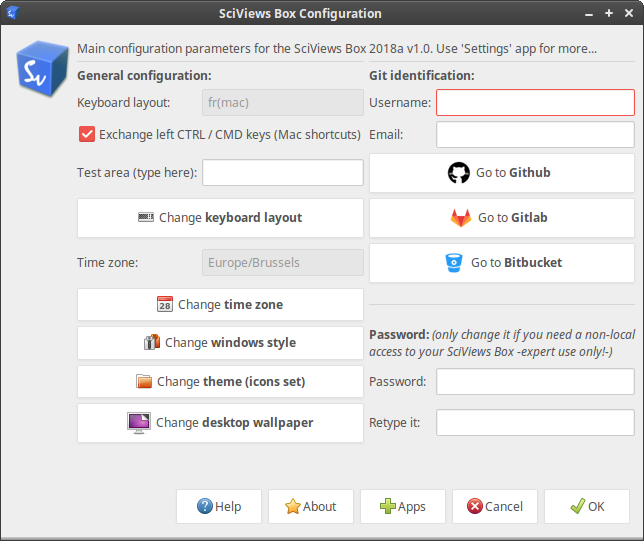 SciViews Box Configuration
Main configuration parameters for the SciViews Box 2018a v1.0. Use 'Settings' app for more...
General configuration:
Keyboard layout:
fr(mac)
Exchange left CTRL / CMD keys (Mac shortcuts)
Test area (type here):
Change keyboard layout
Time zone:
Europe/Brussels
28 Change time zone
Change windows style
Change theme (icons set)
Change desktop wallpaper
Git identification:
Username:
Email:
Go to Github
Go to Gitlab
Go to Bitbucket
Password: (only change it if you need a non-local
access to your SciViews Box -expert use only!-)
Password:
Retype it:
Help
About
Apps
Cancel
OK
Sv